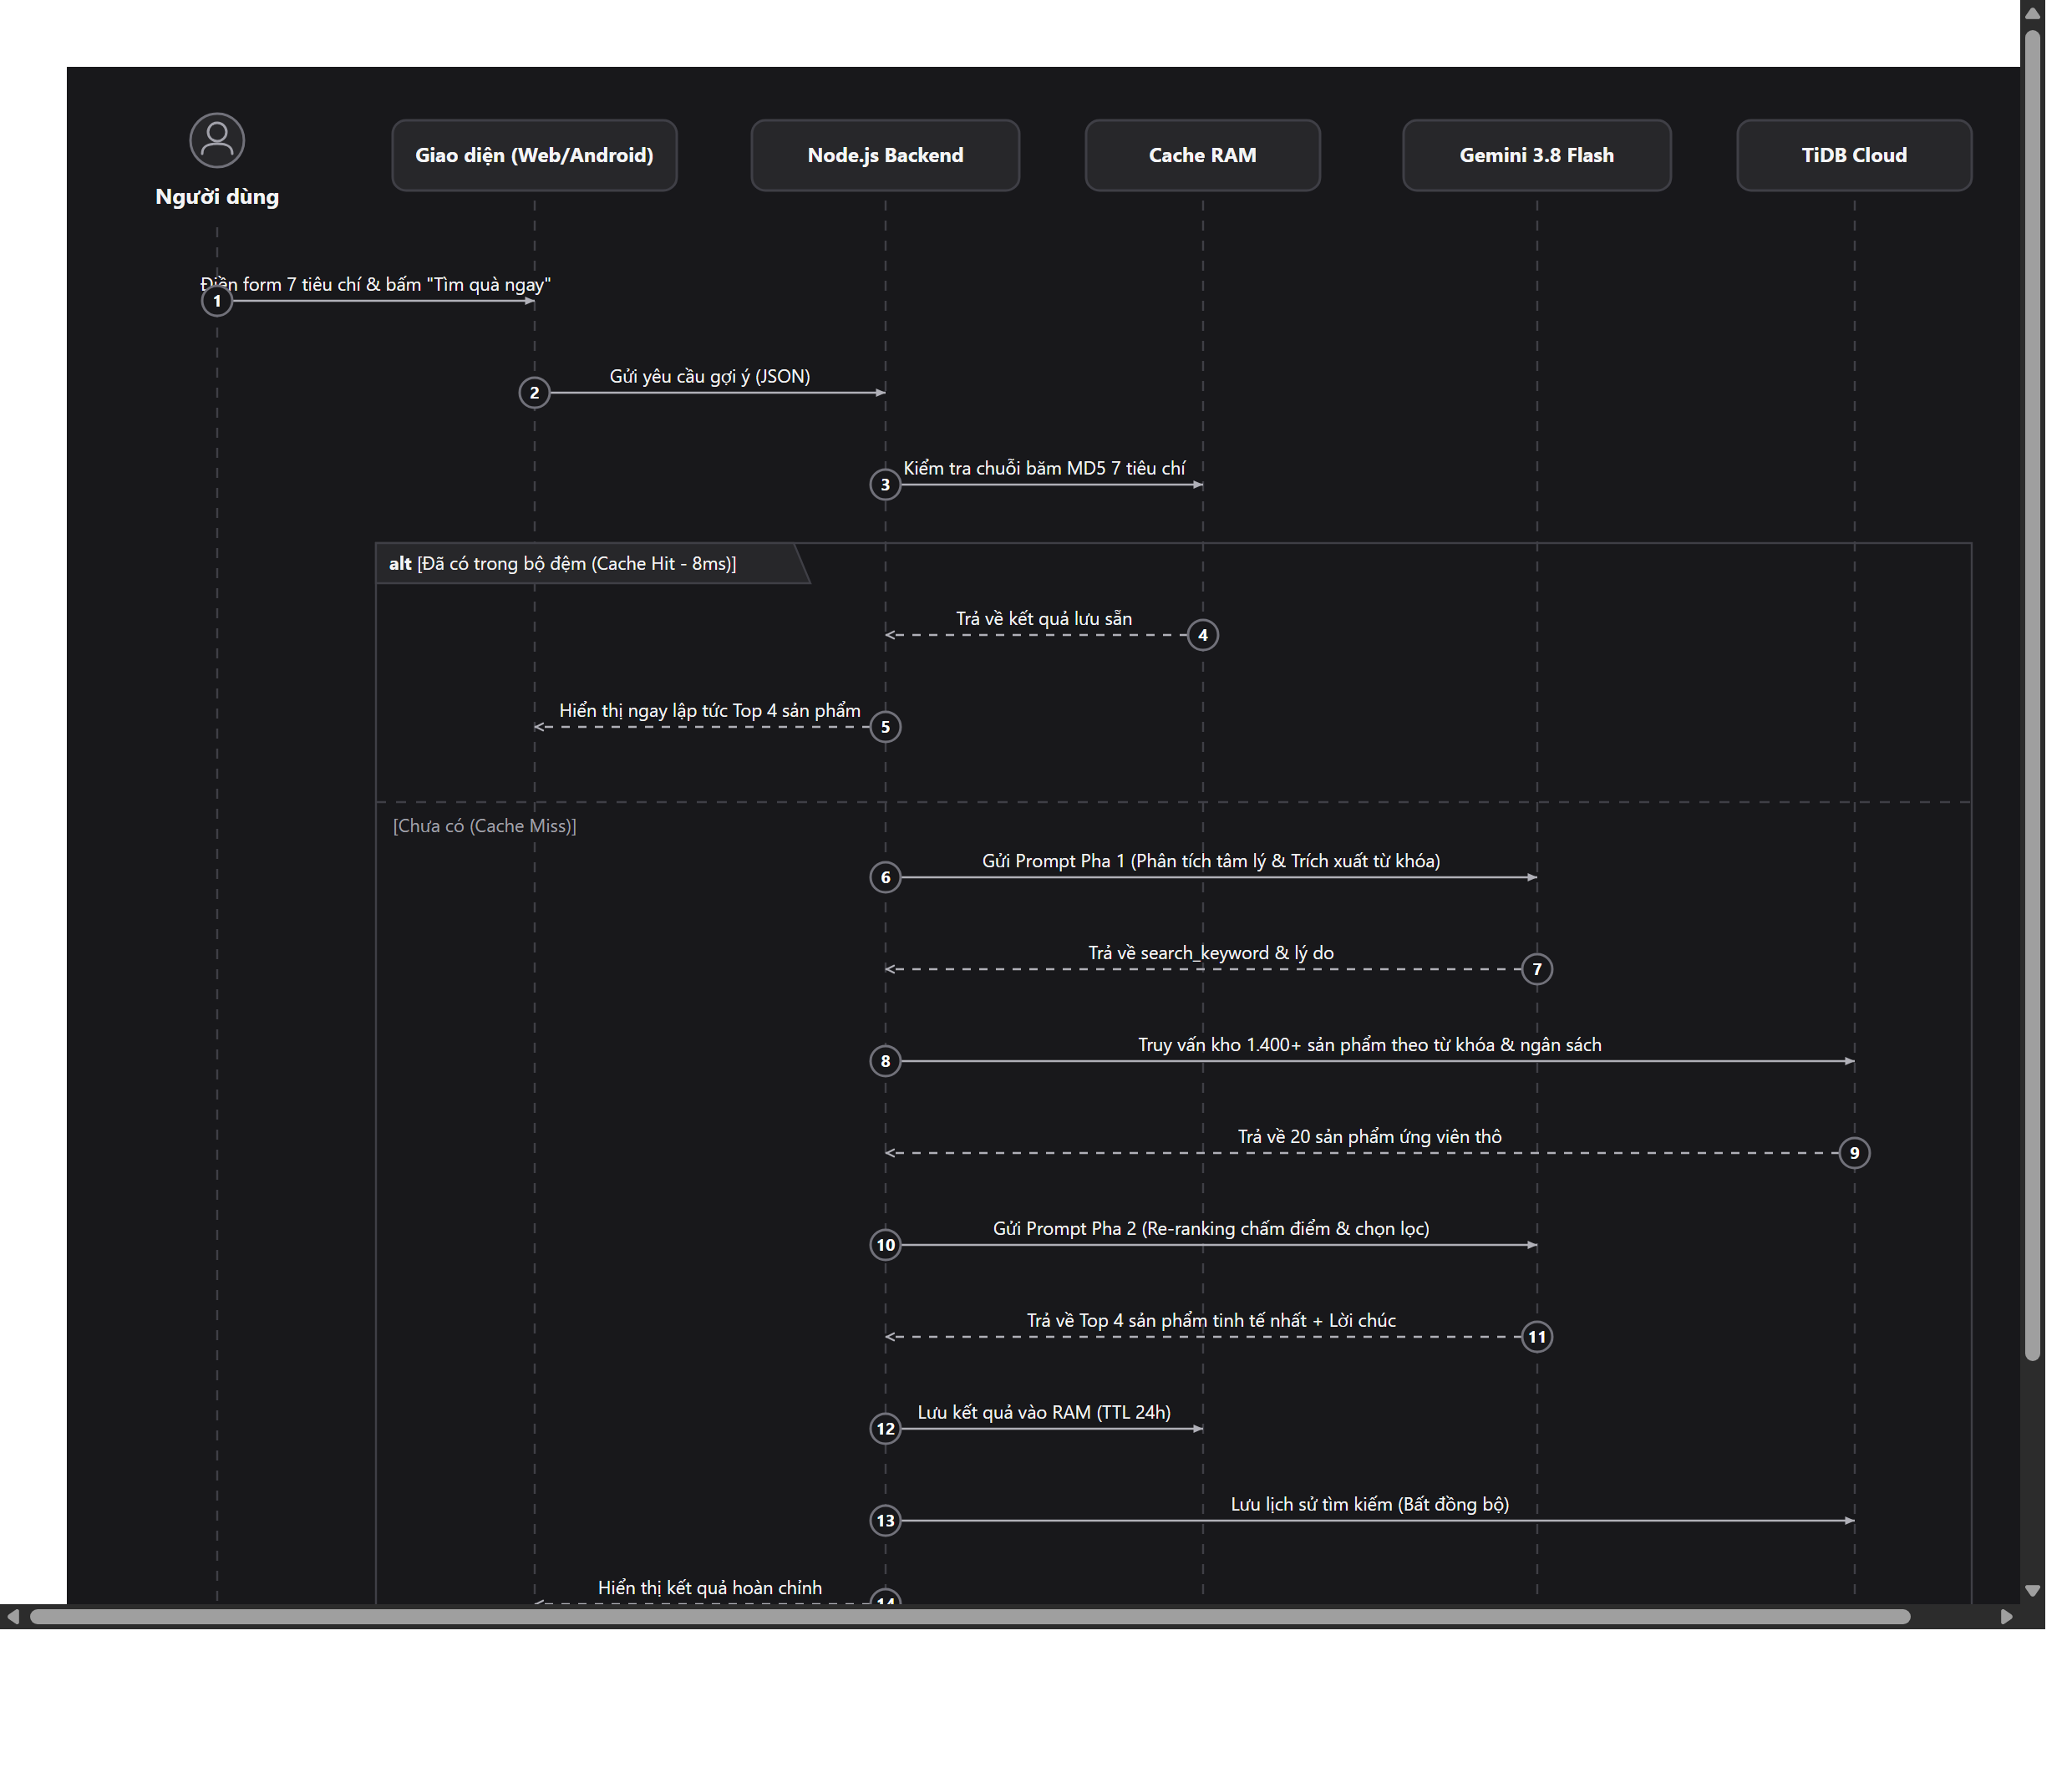 Người dùng
Giao diện (Web/Android)
Node.js Backend
Cache RAM
Gemini 3.8 Flash
TiDB Cloud
Điền form 7 tiêu chí & bấm "Tìm quà ngay"
1
Gửi yêu cầu gợi ý (JSON)
2
Kiểm tra chuỗi băm MD5 7 tiêu chí
3
alt [Đã có trong bộ đệm (Cache Hit - 8ms)]
Trả về kết quả lưu sẵn
4
Hiển thị ngay lập tức Top 4 sản phẩm
5
[Chưa có (Cache Miss)]
Gửi Prompt Pha 1 (Phân tích tâm lý & Trích xuất từ khóa)
6
Trả về search_keyword & lý do
7
Truy vấn kho 1.400+ sản phẩm theo từ khóa & ngân sách
8
Trả về 20 sản phẩm ứng viên thô
9
Gửi Prompt Pha 2 (Re-ranking chấm điểm & chọn lọc)
10
Trả về Top 4 sản phẩm tinh tế nhất + Lời chúc
11
Lưu kết quả vào RAM (TTL 24h)
12
Lưu lịch sử tìm kiếm (Bất đồng bộ)
13
Hiển thị kết quả hoàn chỉnh
14